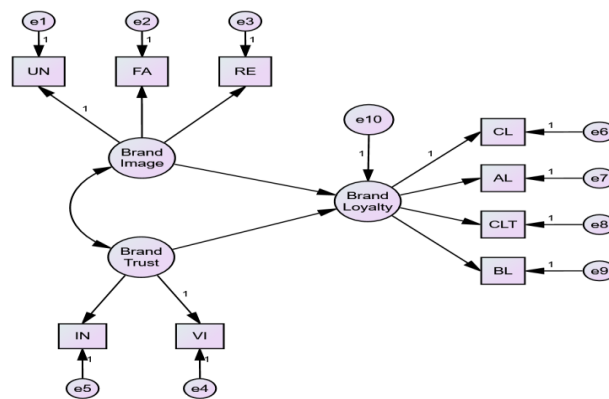 e1
e2
e3
1
1
1
UN
FA
RE
1
Brand
Image
e10
1
1
CL
1
e6
AL
1
e7
Brand
Loyalty
CLT
1
e8
BL
1
e9
Brand
Trust
1
IN
VI
1
1
e5
e4